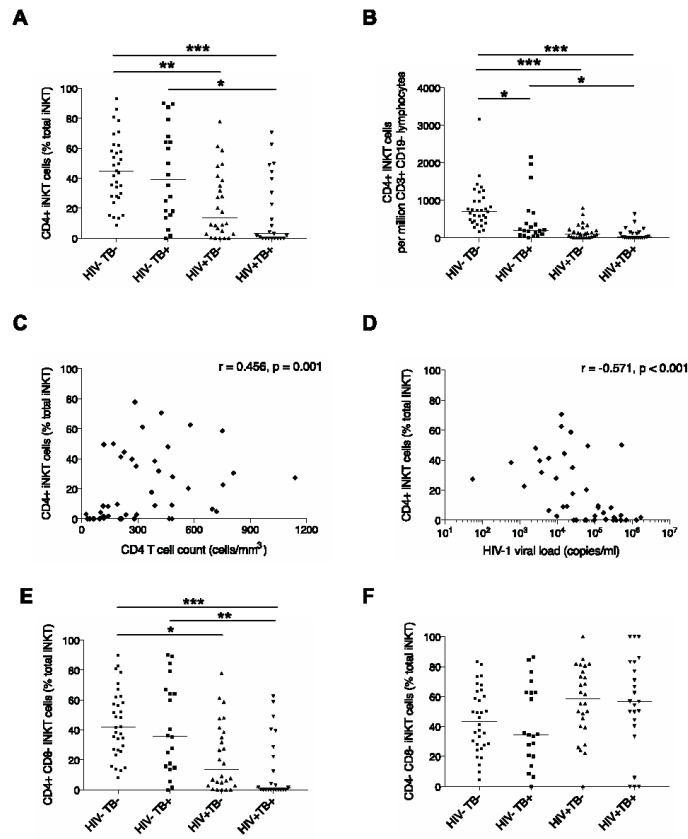 A
***
**
*
CD4+ iNKT cells (% total iNKT)
100
80
60
40
20
0
HIV- TB-
HIV- TB+
HIV+TB-
HIV+TB+
B
***
***
*
*
CD4+ iNKT cells
per million CD3+ CD19- lymphocytes
4000
3000
2000
1000
0
HIV- TB-
HIV- TB+
HIV+TB-
HIV+TB+
C
r = 0.456, p = 0.001
CD4+ iNKT cells (% total iNKT)
100
80
60
40
20
0
0 300 600 900 1200
CD4 T cell count (cells/mm³)
D
r = -0.571, p < 0.001
CD4+ iNKT cells (% total iNKT)
100
80
60
40
20
0
10¹ 10² 10³ 10⁴ 10⁵ 10⁶ 10⁷
HIV-1 viral load (copies/ml)
E
***
**
*
CD4+ CD8- iNKT cells (% total iNKT)
100
80
60
40
20
0
HIV- TB-
HIV- TB+
HIV+TB-
HIV+TB+
F
CD4- CD8- iNKT cells (% total iNKT)
100
80
60
40
20
0
HIV- TB-
HIV- TB+
HIV+TB-
HIV+TB+